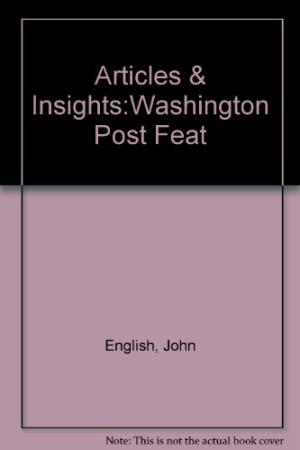 Articles &
Insights:Washington
Post Feat
English, John
Note: This is not the actual book cover